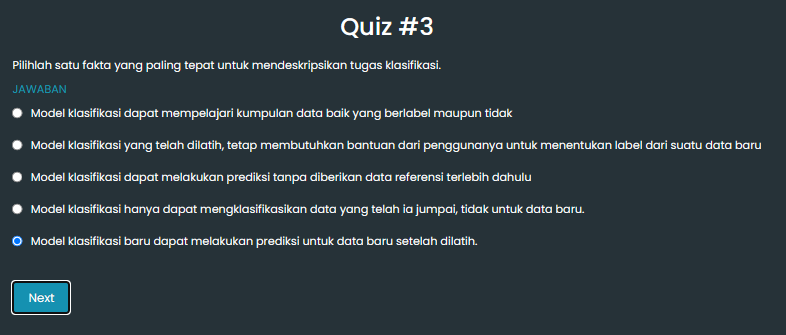 Quiz #3
Pilihlah satu fakta yang paling tepat untuk mendeskripsikan tugas klasifikasi.
JAWABAN
Model klasifikasi dapat mempelajari kumpulan data baik yang berlabel maupun tidak
Model klasifikasi yang telah dilatih, tetap membutuhkan bantuan dari penggunanya untuk menentukan label dari suatu data baru
Model klasifikasi dapat melakukan prediksi tanpa diberikan data referensi terlebih dahulu
Model klasifikasi hanya dapat mengklasifikasikan data yang telah ia jumpai, tidak untuk data baru.
Model klasifikasi baru dapat melakukan prediksi untuk data baru setelah dilatih.
Next